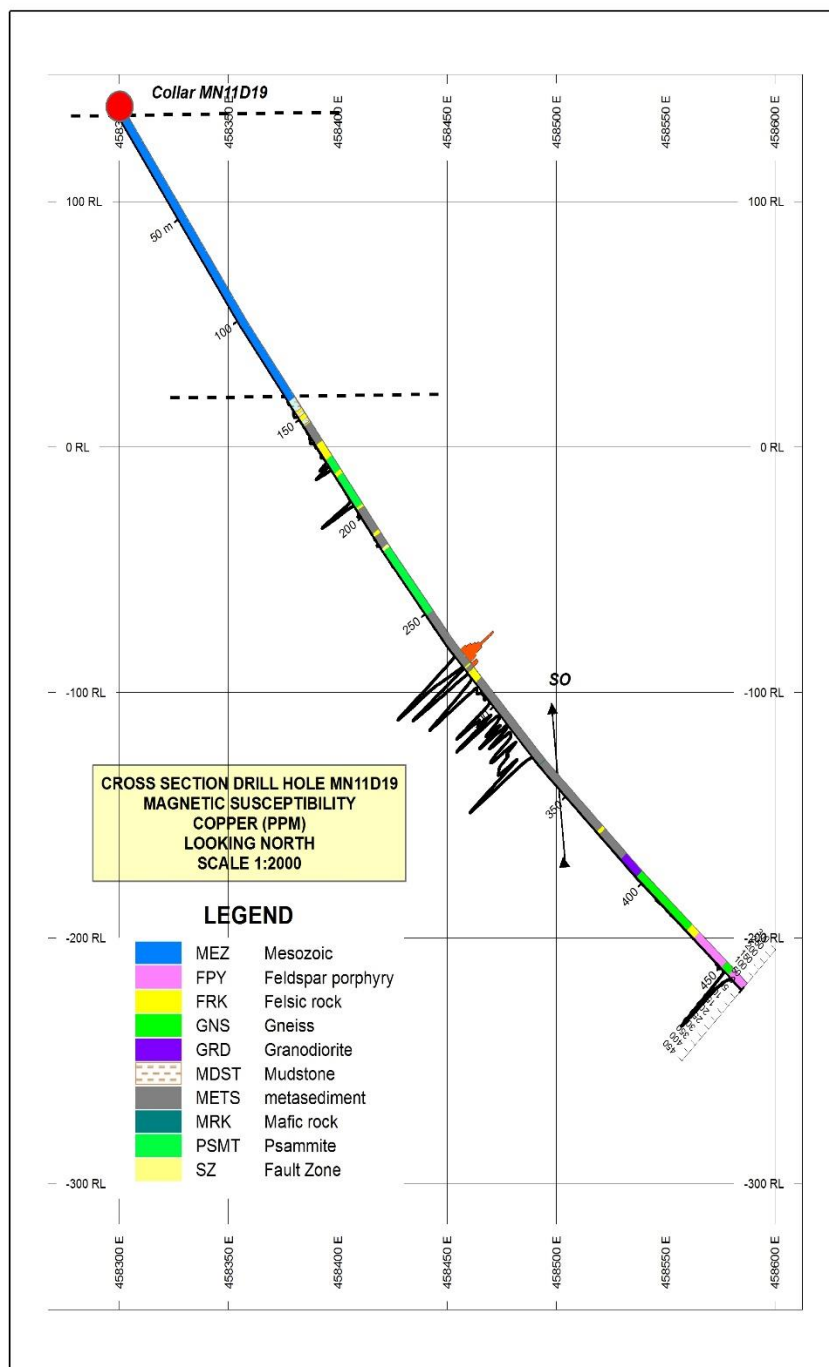 Collar MN11D19
458350 E
458400 E
458450 E
458500 E
458550 E
458600 E
100 RL
100 RL
50 m
100
150
0 RL
0 RL
200
250
-100 RL
-100 RL
SO
CROSS SECTION DRILL HOLE MN11D19
MAGNETIC SUSCEPTIBILITY
COPPER (PPM)
LOOKING NORTH
SCALE 1:2000
350
400
LEGEND
-200 RL
-200 RL
450
MEZ Mesozoic
FPY Feldspar porphyry
FRK Felsic rock
GNS Gneiss
GRD Granodiorite
MDST Mudstone
METS metasediment
MRK Mafic rock
PSMT Psammite
SZ Fault Zone
400
450
-300 RL
-300 RL
458300 E
458350 E
458400 E
458450 E
458500 E
458550 E
458600 E